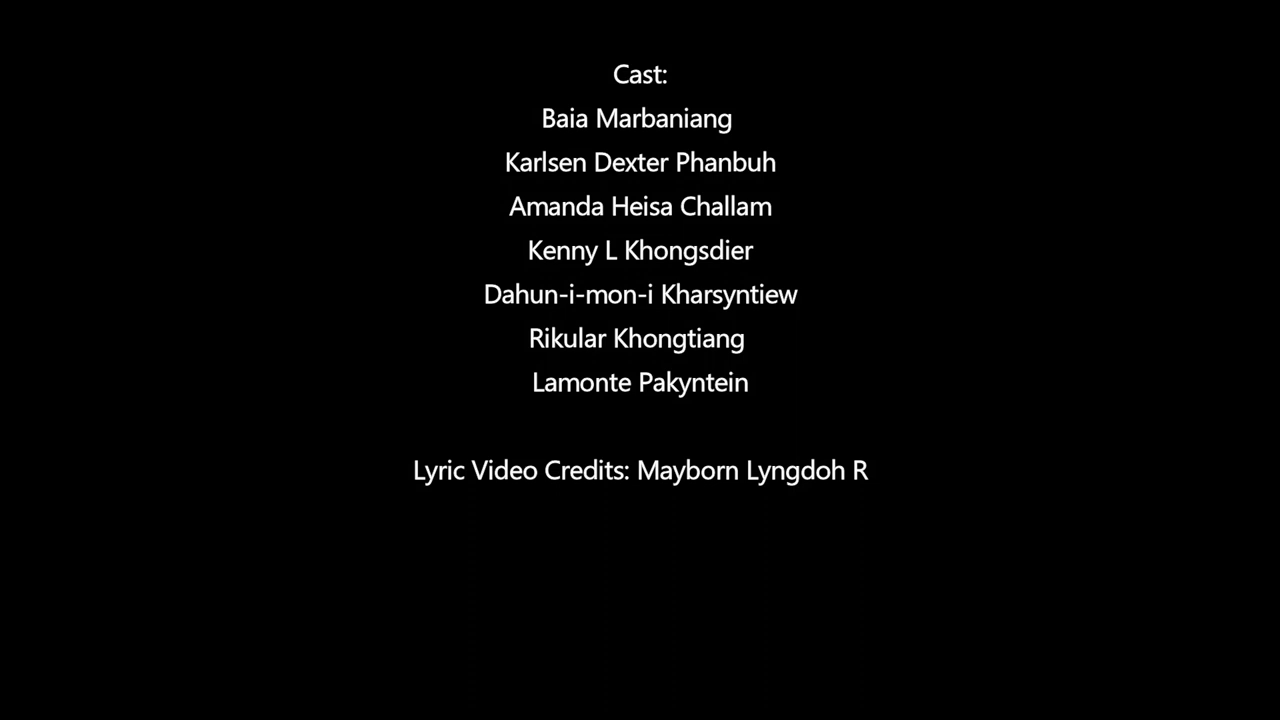 Cast:
Baia Marbaniang
Karlsen Dexter Phanbuh
Amanda Heisa Challam
Kenny L Khongsdier
Dahun-i-mon-i Kharsyntiew
Rikular Khongtiang
Lamonte Pakyntein
Lyric Video Credits: Mayborn Lyngdoh R